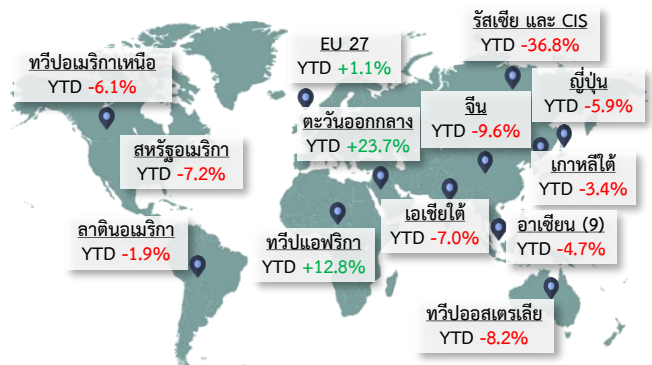 รัสเซีย และ CIS
YTD -36.8%
EU 27
YTD +1.1%
ทวีปอเมริกาเหนือ
YTD -6.1%
ญี่ปุ่น
YTD -5.9%
จีน
YTD -9.6%
ตะวันออกกลาง
YTD +23.7%
สหรัฐอเมริกา
YTD -7.2%
เกาหลีใต้
YTD -3.4%
เอเชียใต้
YTD -7.0%
อาเซียน (9)
YTD -4.7%
ลาตินอเมริกา
YTD -1.9%
ทวีปแอฟริกา
YTD +12.8%
ทวีปออสเตรเลีย
YTD -8.2%